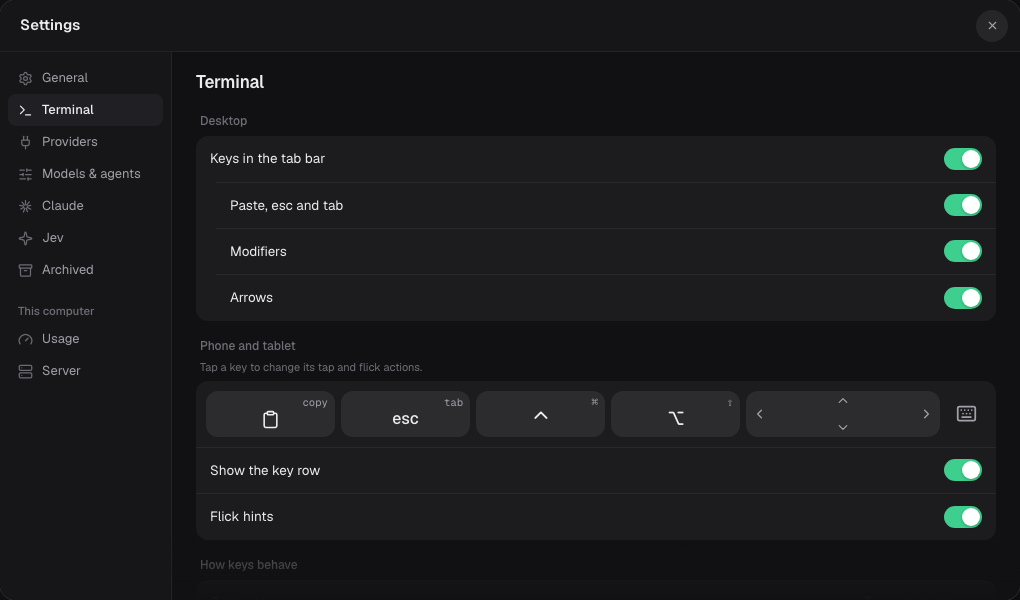 Settings
General
Terminal
Providers
Models & agents
Claude
Jev
Archived
This computer
Usage
Server
Terminal
Desktop
Keys in the tab bar
Paste, esc and tab
Modifiers
Arrows
Phone and tablet
Tap a key to change its tap and flick actions.
copy
esc tab
⌘
⌥ ⇧
Show the key row
Flick hints
How keys behave